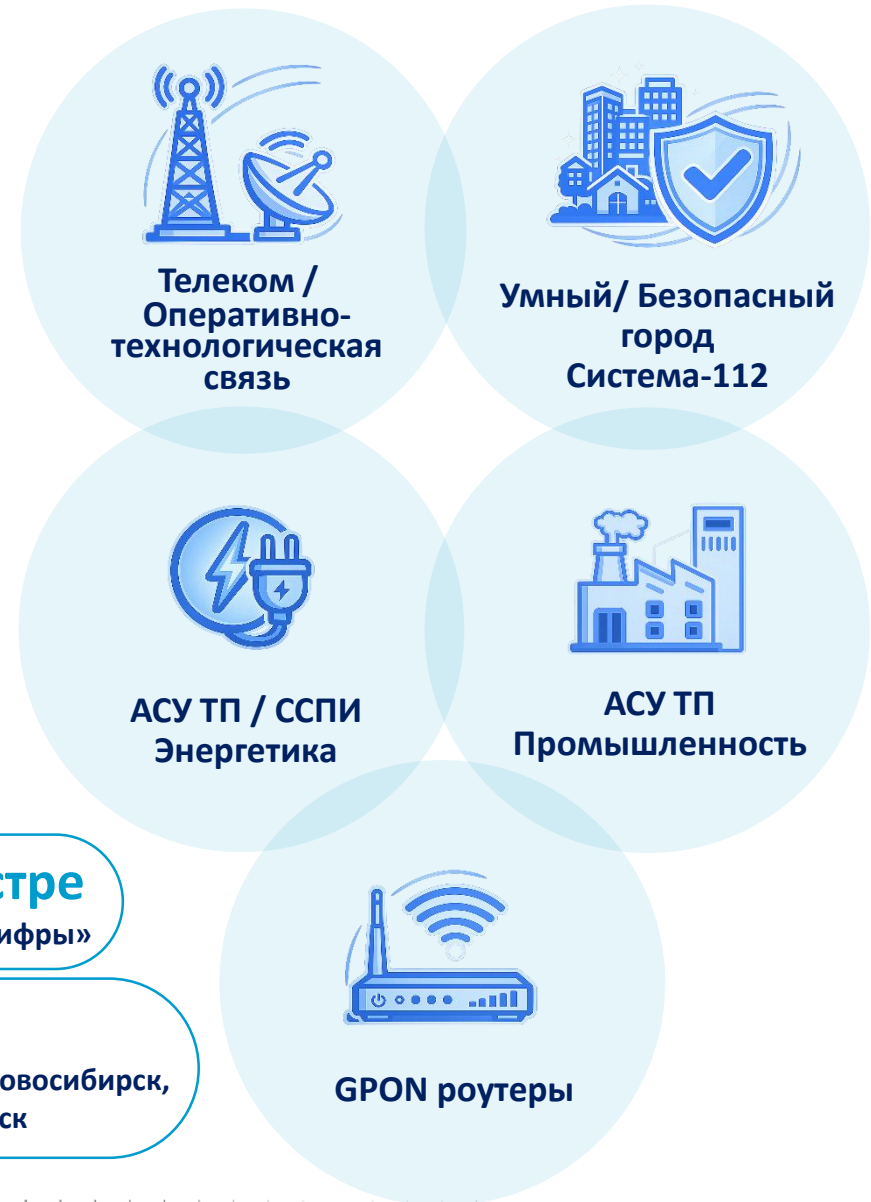 Телеком /
Оперативно-
технологическая
связь
Умный/ Безопасный
город
Система-112
АСУ ТП / ССПИ
Энергетика
АСУ ТП
Промышленность
стре
ифры»
овосибирск,
ск
GPON роутеры